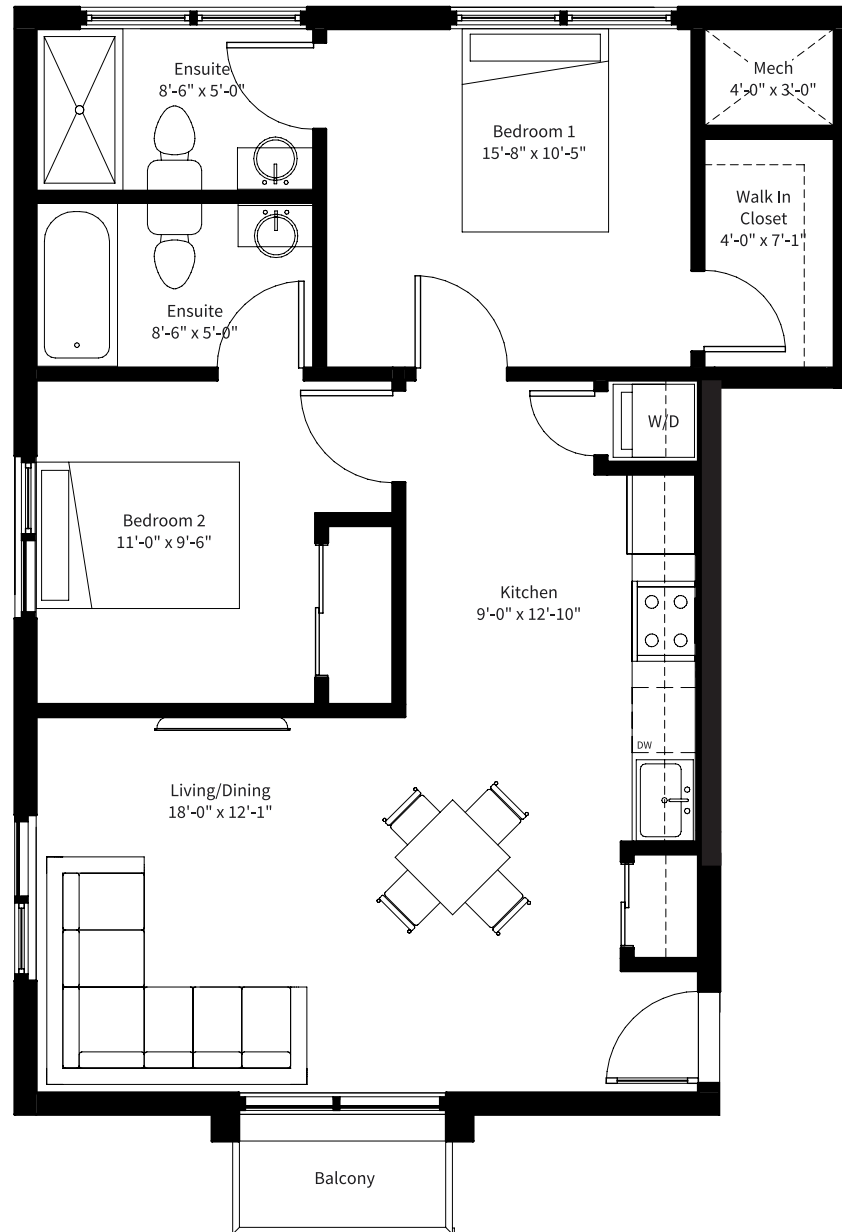 Ensuite
8'-6" x 5'-0"
Bedroom 1
15'-8" x 10'-5"
Mech
4'-0" x 3'-0"
Walk In
Closet
4'-0" x 7'-1"
Ensuite
8'-6" x 5'-0"
W/D
Bedroom 2
11'-0" x 9'-6"
Kitchen
9'-0" x 12'-10"
DW
Living/Dining
18'-0" x 12'-1"
Balcony